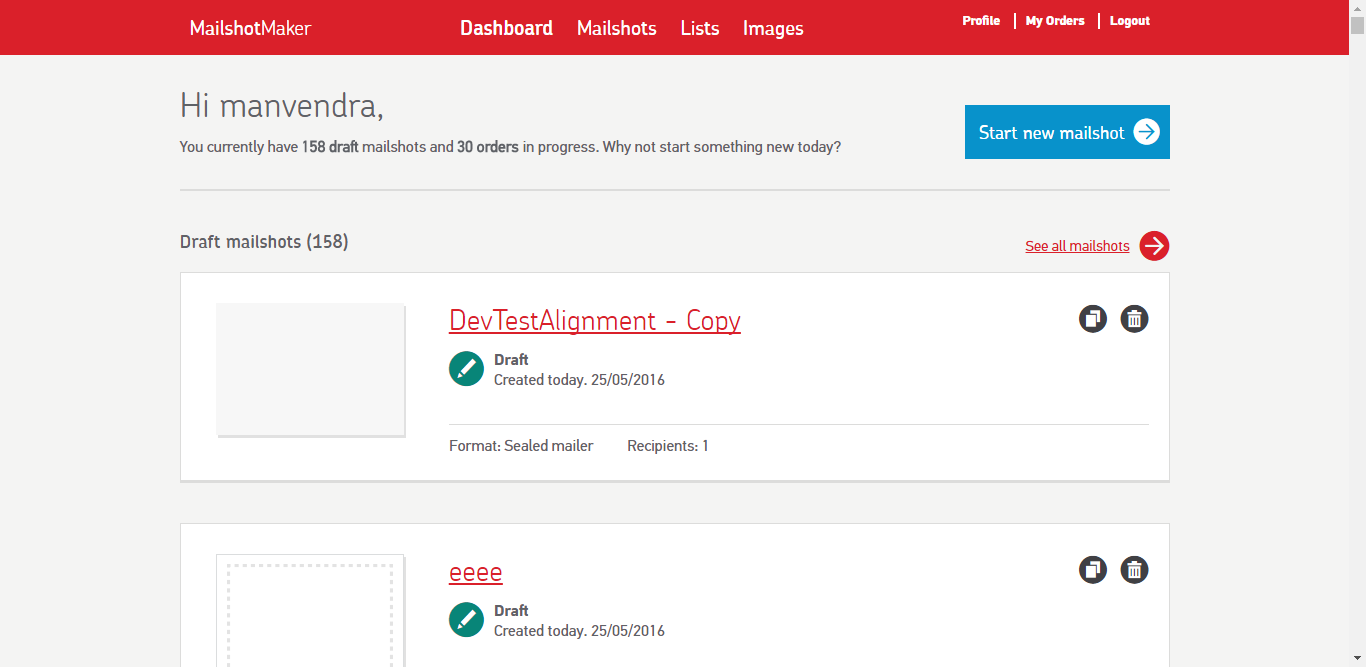 MailshotMaker
Dashboard Mailshots Lists Images
Profile My Orders Logout
Hi manvendra,
You currently have 158 draft mailshots and 30 orders in progress. Why not start something new today?
Start new mailshot
Draft mailshots (158)
See all mailshots
DevTestAlignment - Copy
Draft
Created today. 25/05/2016
Format: Sealed mailer Recipients: 1
eeee
Draft
Created today. 25/05/2016